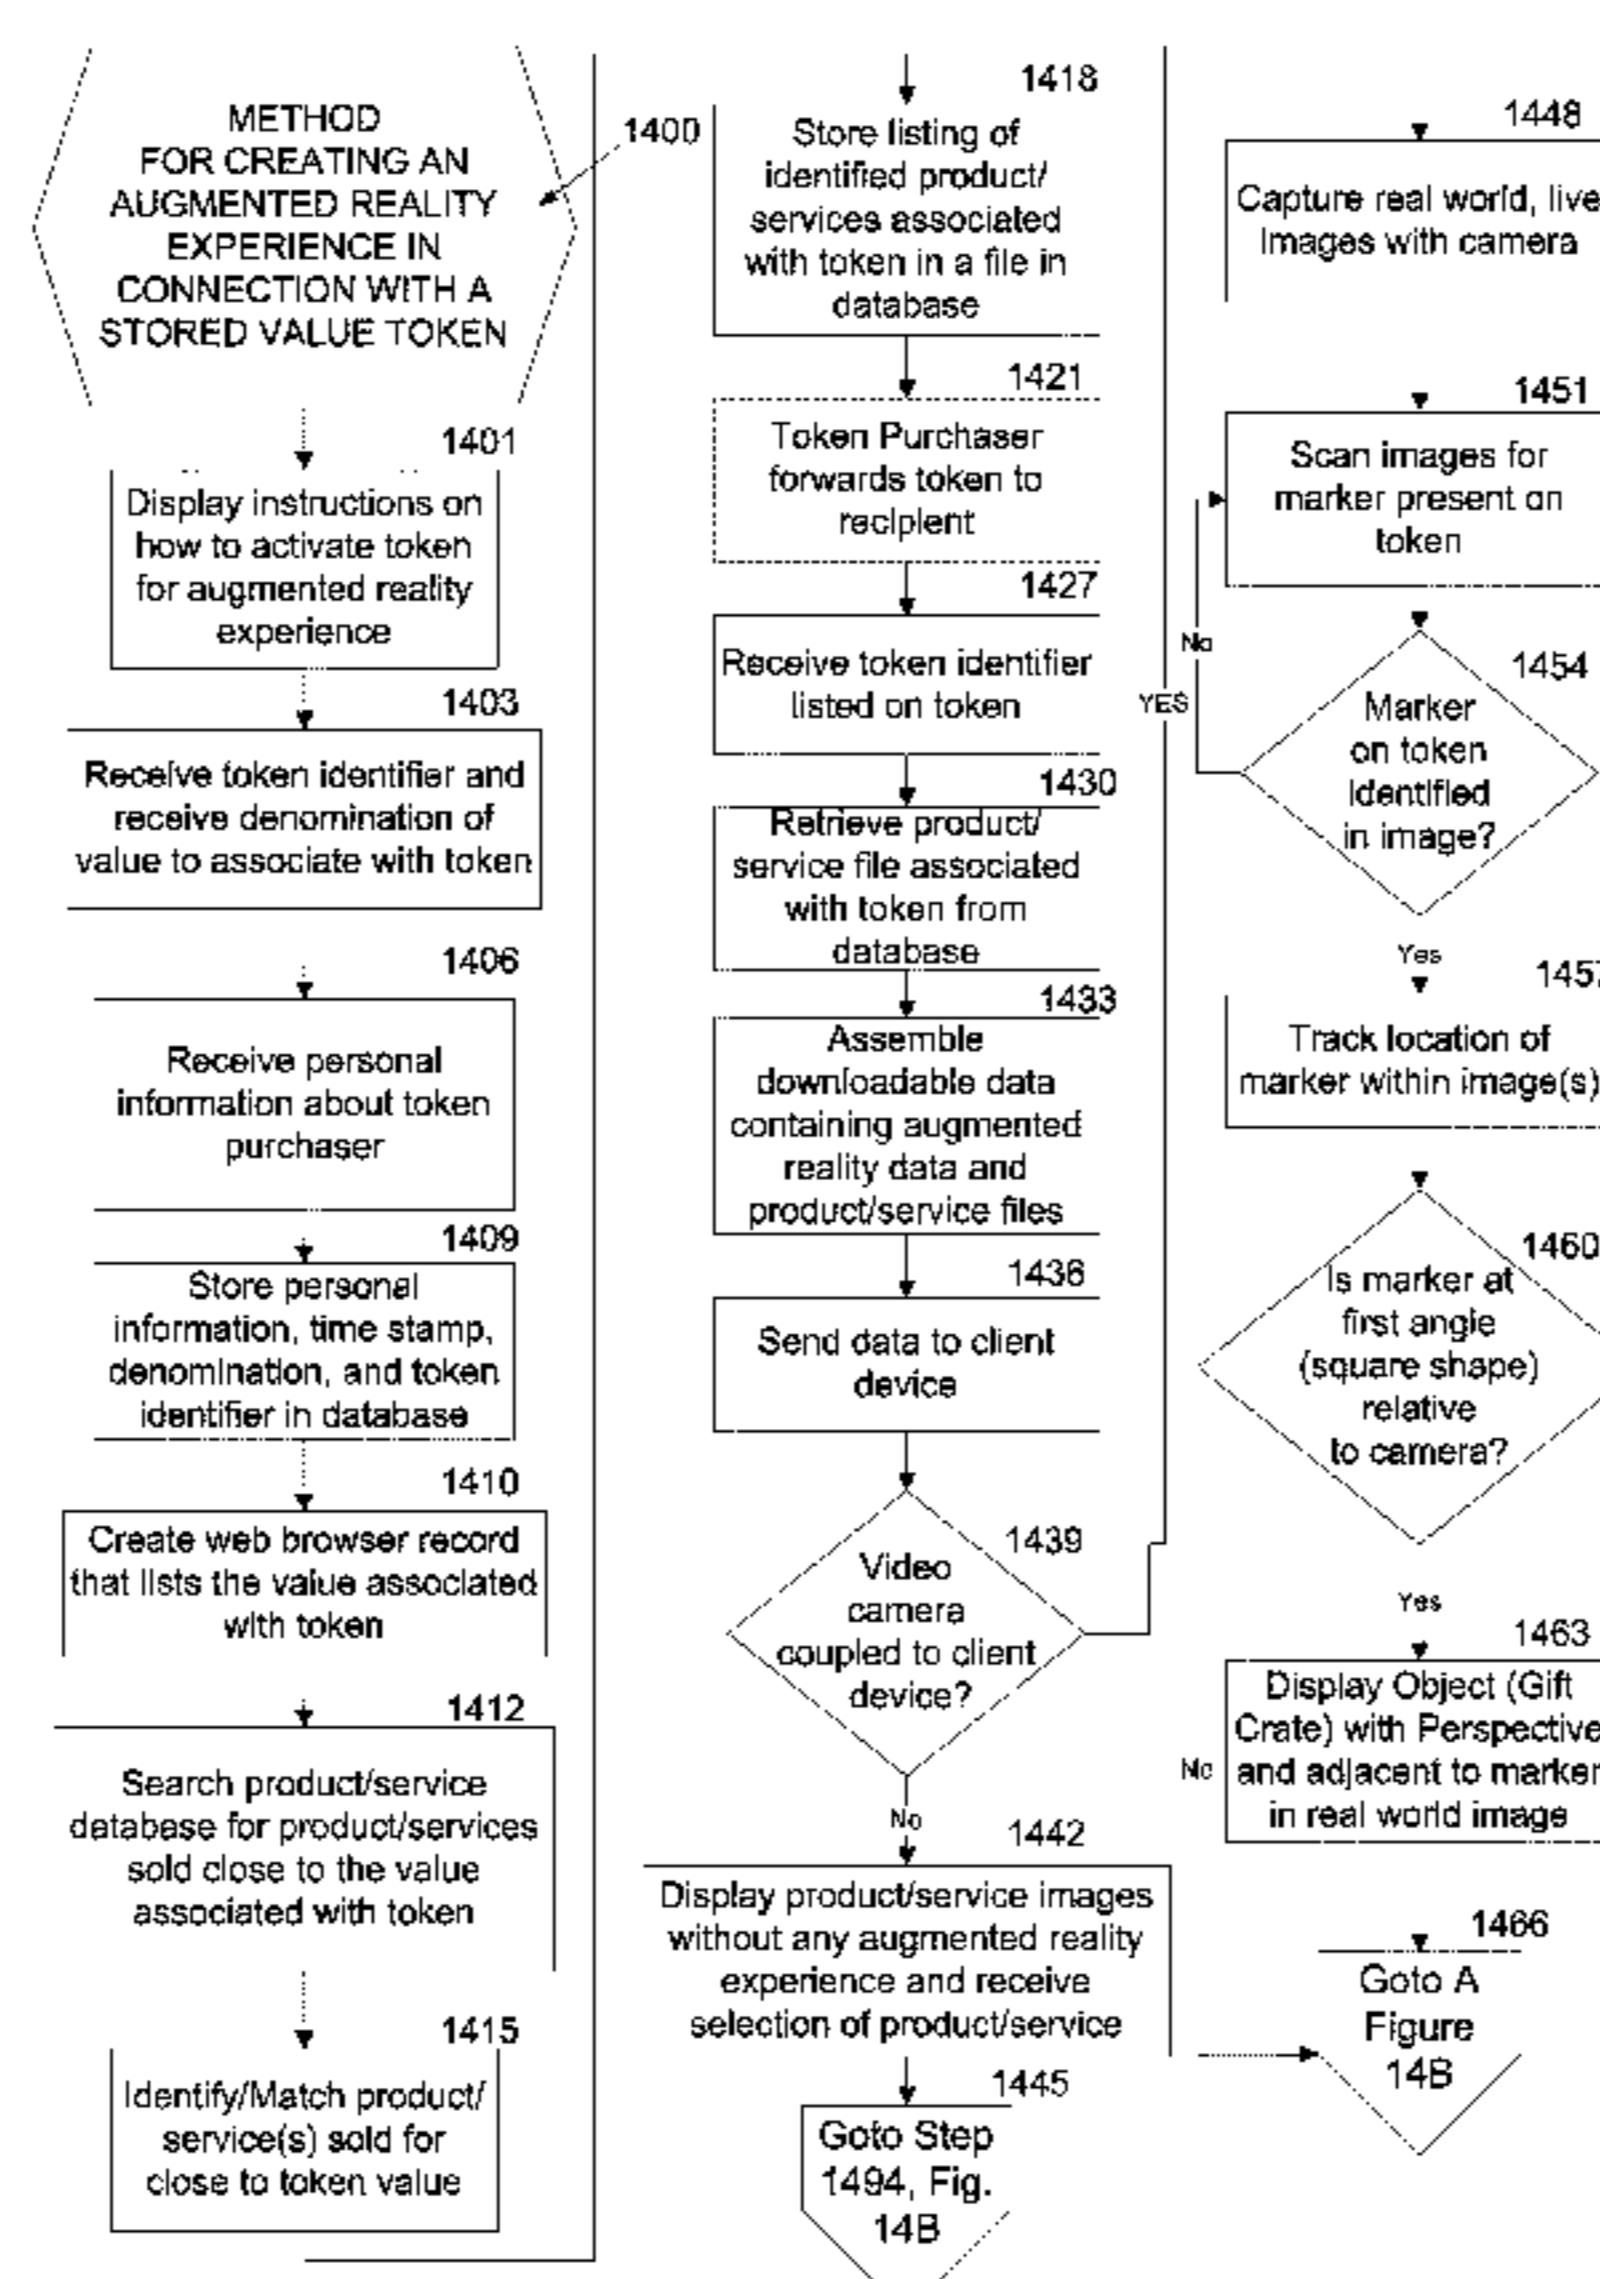 METHOD
FOR CREATING AN
AUGMENTED REALITY
EXPERIENCE IN
CONNECTION WITH A
STORED VALUE TOKEN
1400
1401
Display instructions on
how to activate token
for augmented reality
experience
1403
Receive token identifier and
receive denomination of
value to associate with token
1406
Receive personal
information about token
purchaser
1409
Store personal
information, time stamp,
denomination, and token
identifier in database
1410
Create web browser record
that lists the value associated
with token
1412
Search product/service
database for product/services
sold close to the value
associated with token
1415
Identify/Match product/
service(s) sold for
close to token value
1418
Store listing of
identified product/
services associated
with token in a file in
database
1421
Token Purchaser
forwards token to
recipient
1427
Receive token identifier
listed on token
1430
Retrieve product/
service file associated
with token from
database
1433
Assemble
downloadable data
containing augmented
reality data and
product/service files
1436
Send data to client
device
1439
Video
camera
coupled to client
device?
YES
No
1442
Display product/service images
without any augmented reality
experience and receive
selection of product/service
1445
Goto Step
1494, Fig.
14B
1448
Capture real world, live
Images with camera
1451
Scan images for
marker present on
token
No
1454
Marker
on token
identified
in image?
Yes
1457
Track location of
marker within image(s)
1460
Is marker at
first angle
(square shape)
relative
to camera?
Yes
1463
Display Object (Gift
Crate) with Perspective
No
and adjacent to marker
in real world image
1466
Goto A
Figure
14B